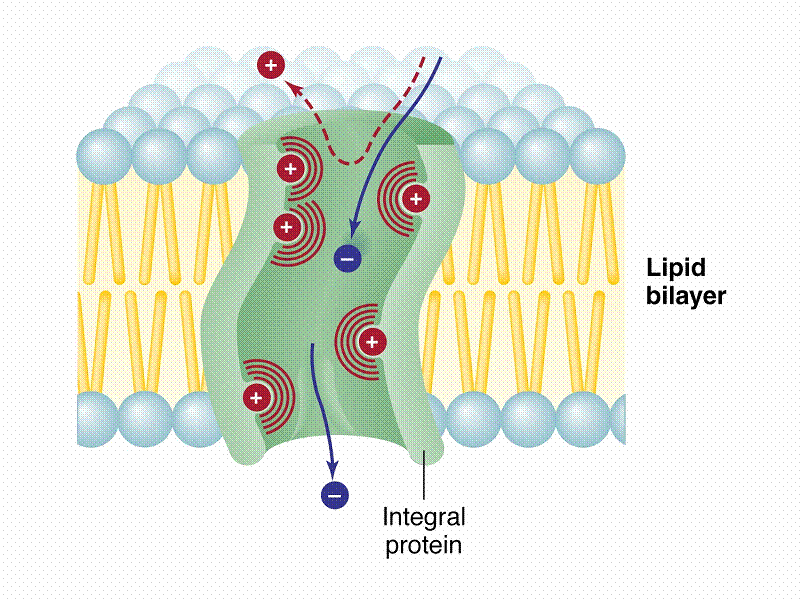 +
+
+
+
−
+
+
−
Lipid
bilayer
Integral
protein